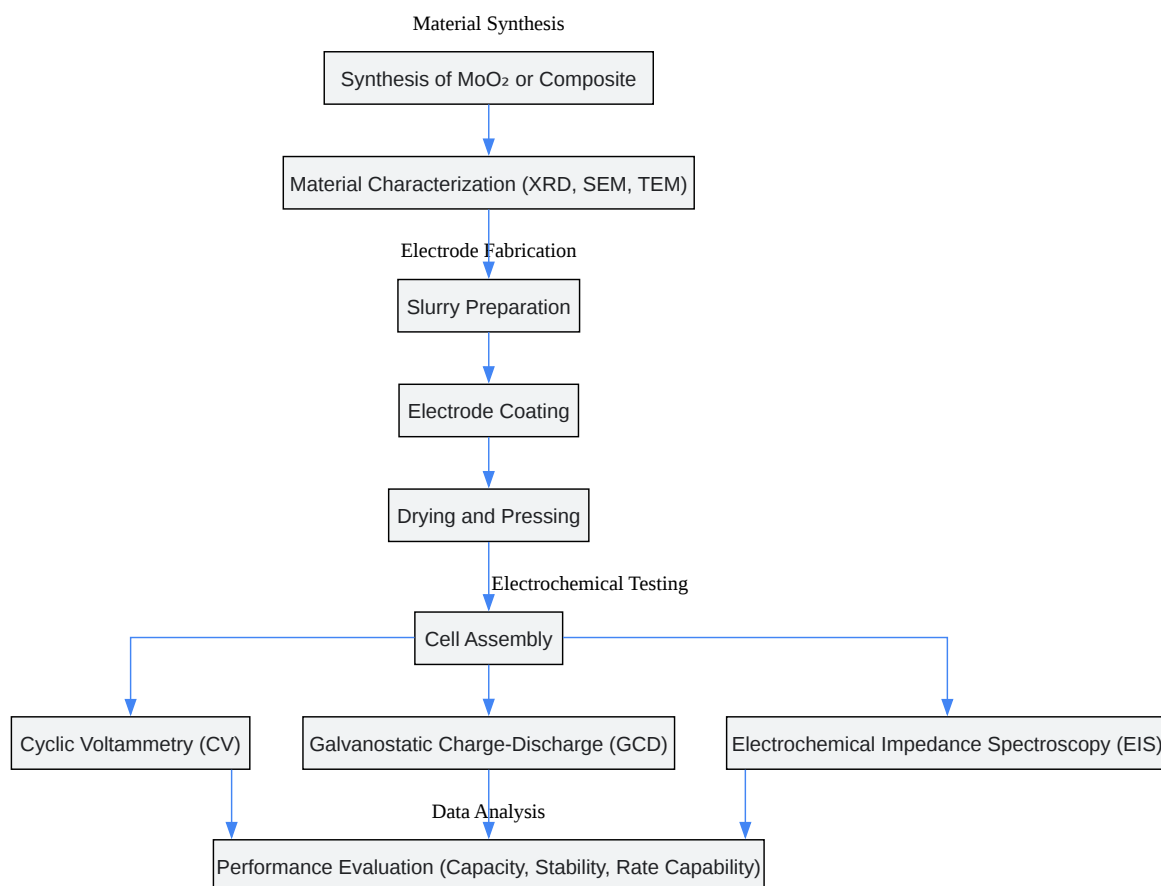 Material Synthesis
Synthesis of MoO₂ or Composite
Material Characterization (XRD, SEM, TEM)
Electrode Fabrication
Slurry Preparation
Electrode Coating
Drying and Pressing
Electrochemical Testing
Cell Assembly
Cyclic Voltammetry (CV)
Galvanostatic Charge-Discharge (GCD)
Electrochemical Impedance Spectroscopy (EIS)
Data Analysis
Performance Evaluation (Capacity, Stability, Rate Capability)